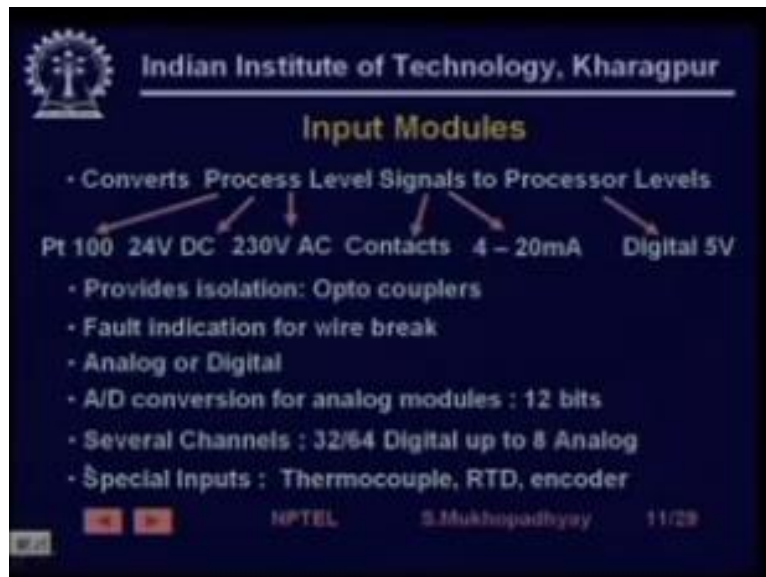 Indian Institute of Technology, Kharagpur
Input Modules
• Converts Process Level Signals to Processor Levels
Pt 100 24V DC 230V AC Contacts 4 – 20mA Digital 5V
• Provides isolation: Opto couplers
• Fault indication for wire break
• Analog or Digital
• A/D conversion for analog modules : 12 bits
• Several Channels : 32/64 Digital up to 8 Analog
• Special Inputs : Thermocouple, RTD, encoder
NPTEL S.Mukhopadhyay 11/29